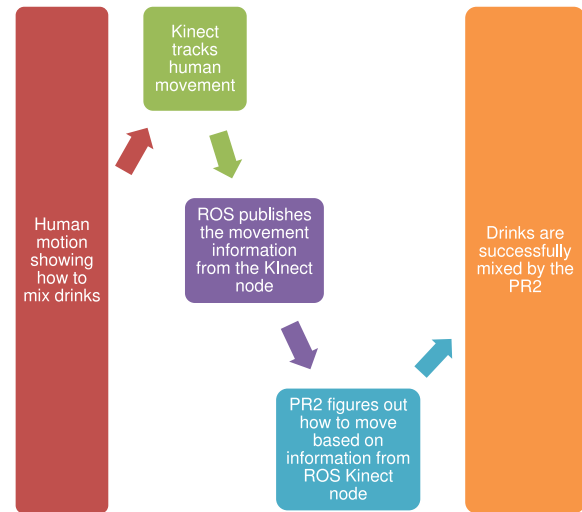 Kinect
tracks
human
movement
Human
motion
showing
how to
mix drinks
ROS publishes
the movement
information
from the KInect
node
PR2 figures out
how to move
based on
information from
ROS Kinect
node
Drinks are
successfully
mixed by the
PR2